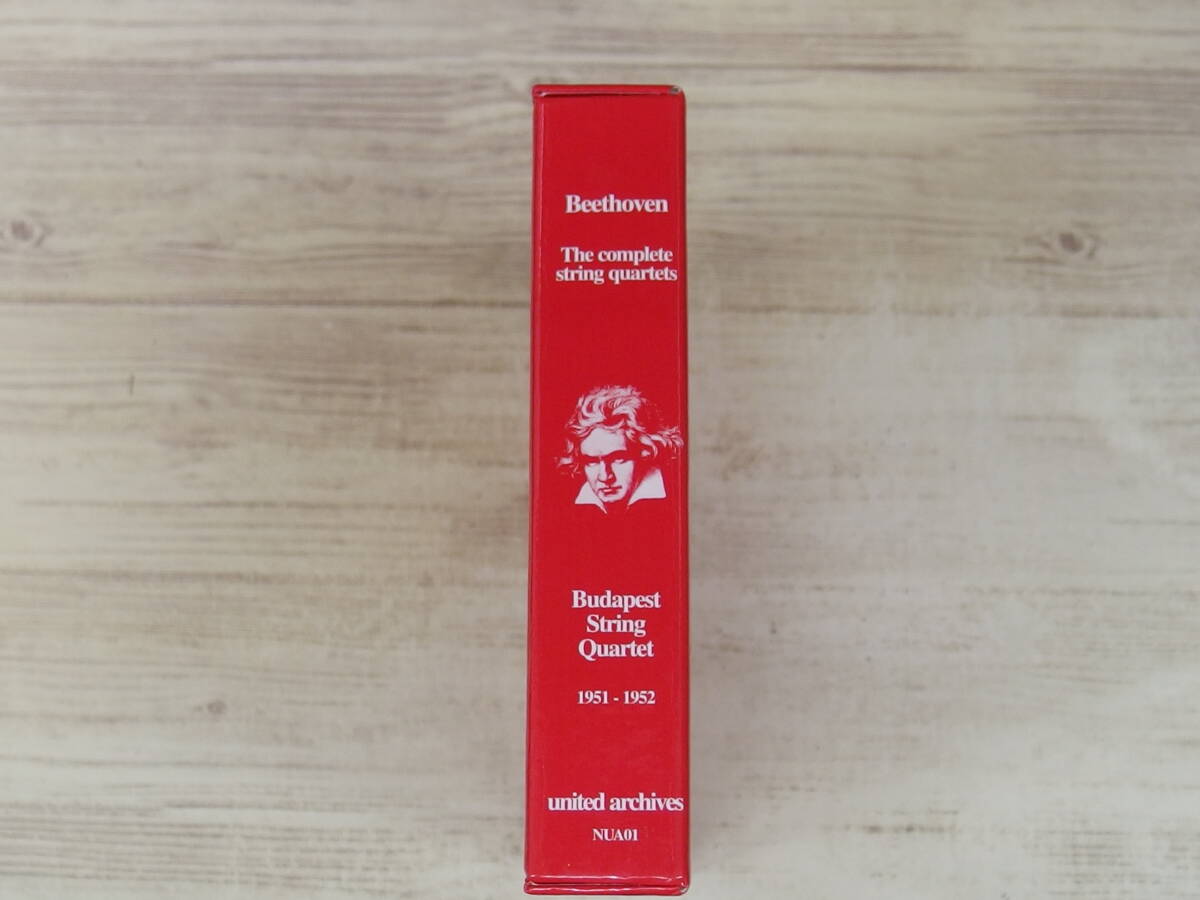 Beethoven
The complete
string quartets
Budapest
String
Quartet
1951 - 1952
united archives
NUA01